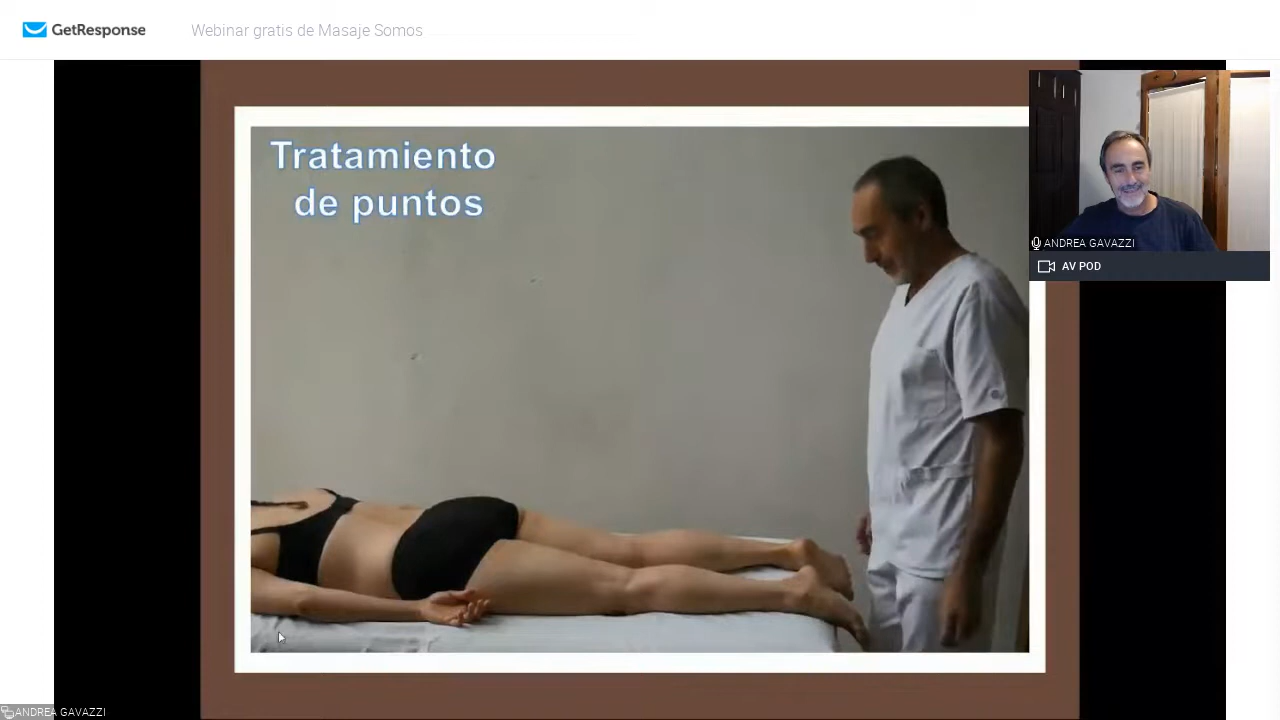 GetResponse
Webinar gratis de Masaje Somos
Tratamiento
de puntos
ANDREA GAVAZZI
AV POD
ANDREA GAVAZZI